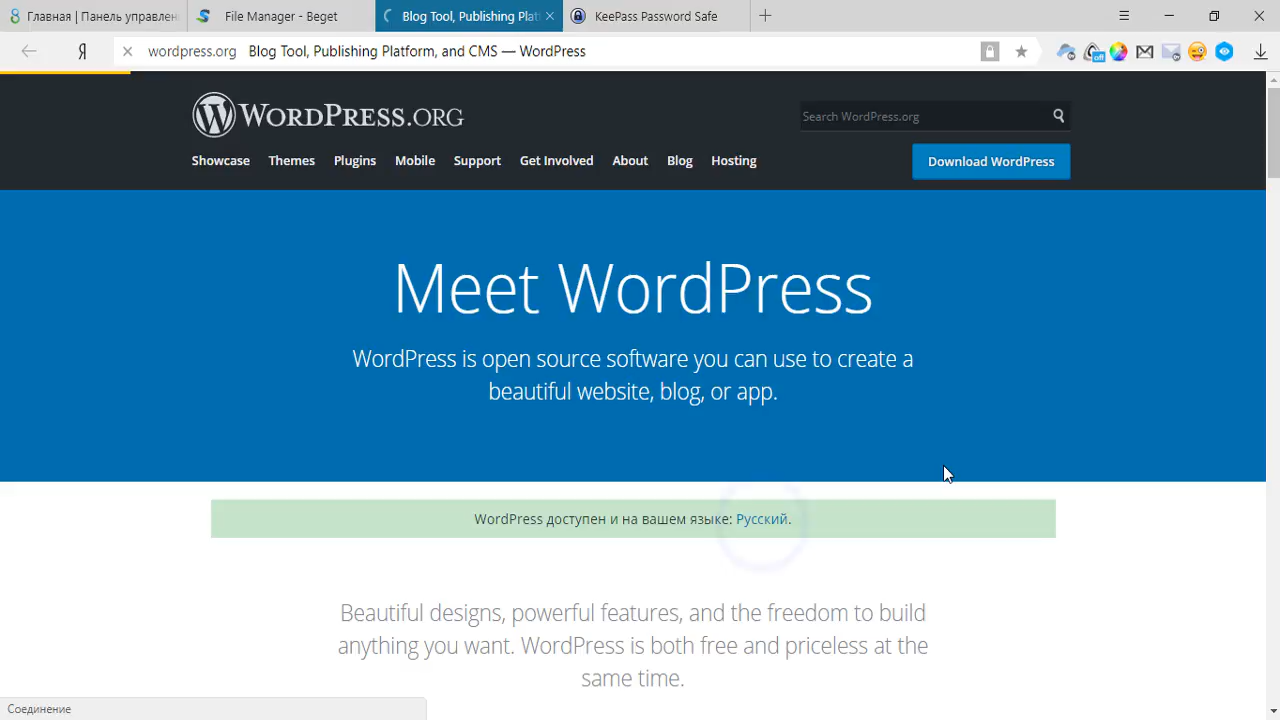 Главная | Панель управлен
File Manager - Beget
Blog Tool, Publishing Plat
KeePass Password Safe
Я
wordpress.org Blog Tool, Publishing Platform, and CMS — WordPress
off
WORDPRESS.ORG
Search WordPress.org
Showcase Themes Plugins Mobile Support Get Involved About Blog Hosting
Download WordPress
Meet WordPress
WordPress is open source software you can use to create a
beautiful website, blog, or app.
WordPress доступен и на вашем языке: Русский.
Beautiful designs, powerful features, and the freedom to build
anything you want. WordPress is both free and priceless at the
same time.
Соединение